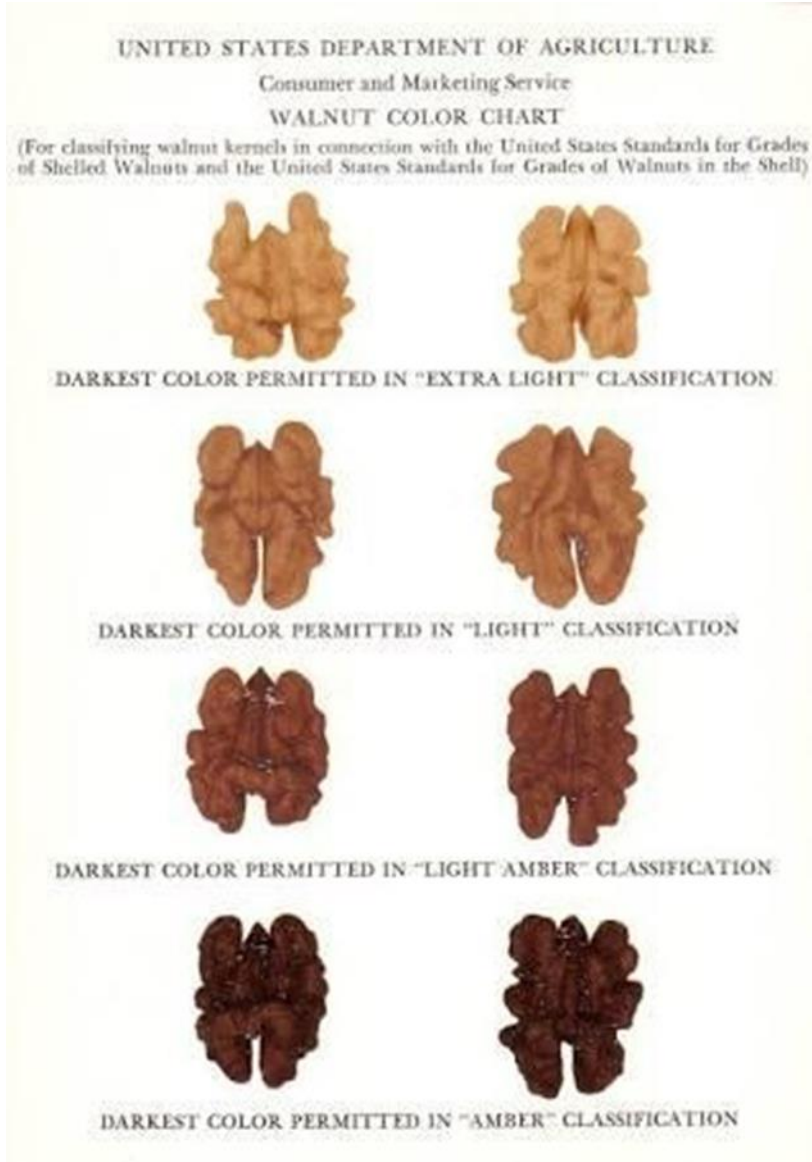 UNITED STATES DEPARTMENT OF AGRICULTURE
Consumer and Marketing Service
WALNUT COLOR CHART
(For classifying walnut kernels in connection with the United States Standards for Grades
of Shelled Walnuts and the United States Standards for Grades of Walnuts in the Shell)
DARKEST COLOR PERMITTED IN "EXTRA LIGHT" CLASSIFICATION
DARKEST COLOR PERMITTED IN "LIGHT" CLASSIFICATION
DARKEST COLOR PERMITTED IN "LIGHT AMBER" CLASSIFICATION
DARKEST COLOR PERMITTED IN "AMBER" CLASSIFICATION